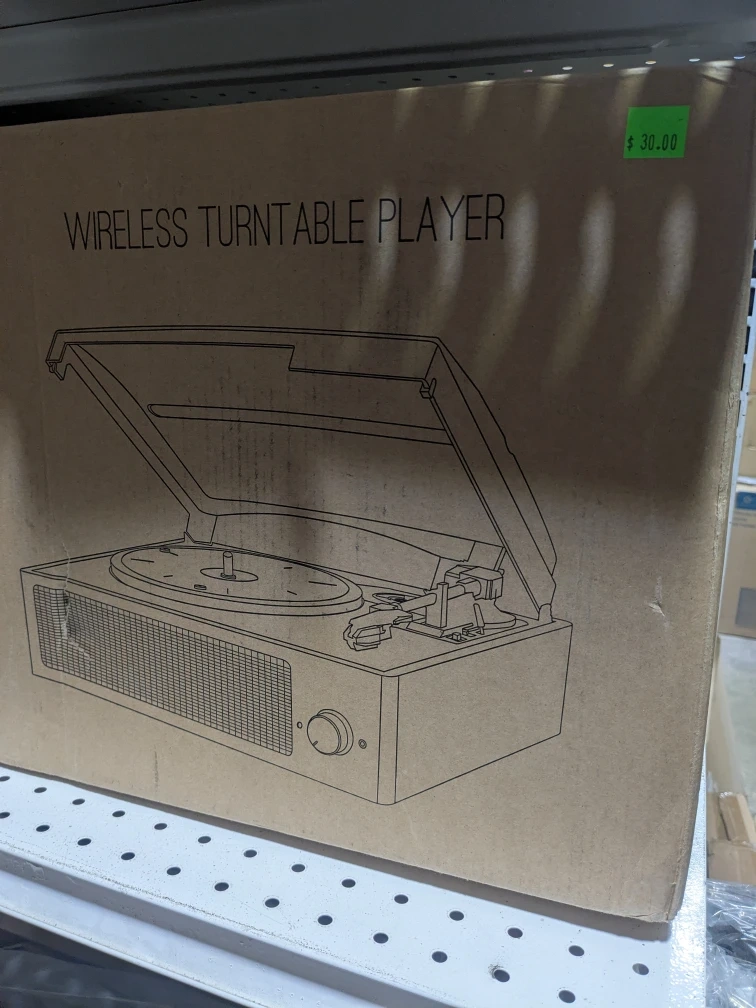 $ 30.00
WIRELESS TURNTABLE PLAYER